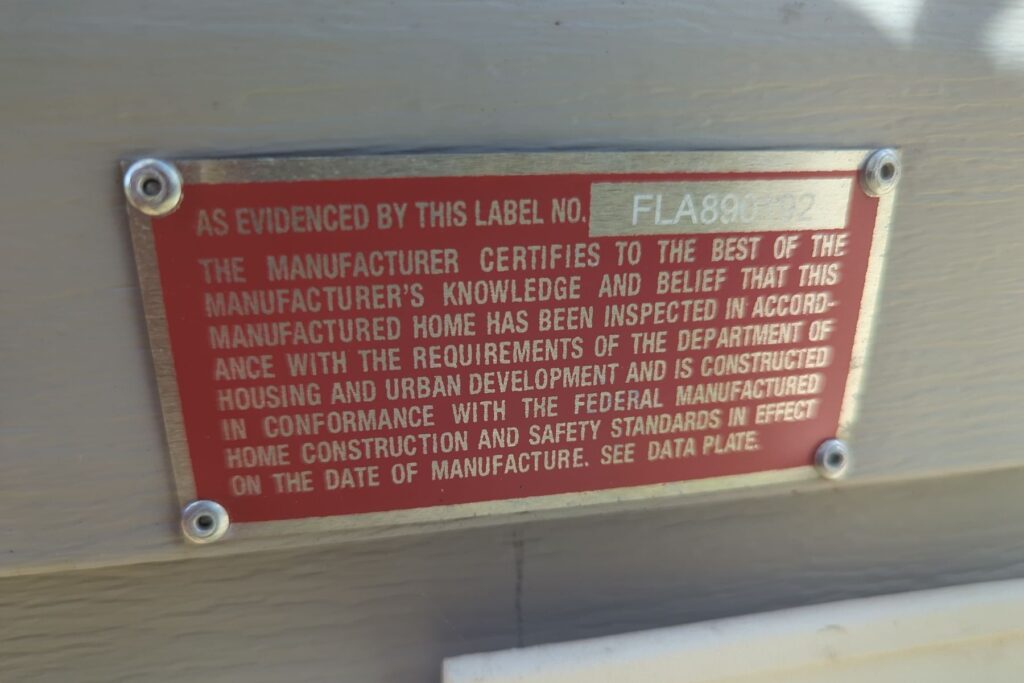 AS EVIDENCED BY THIS LABEL NO.
THE MANUFACTURER CERTIFIES TO THE BEST OF THE
MANUFACTURER'S KNOWLEDGE AND BELIEF THAT THIS
MANUFACTURED HOME HAS BEEN INSPECTED IN ACCORD-
ANCE WITH THE REQUIREMENTS OF THE DEPARTMENT OF
HOUSING AND URBAN DEVELOPMENT AND IS CONSTRUCTED
IN CONFORMANCE WITH THE FEDERAL MANUFACTURED
HOME CONSTRUCTION AND SAFETY STANDARDS IN EFFECT
ON THE DATE OF MANUFACTURE. SEE DATA PLATE.